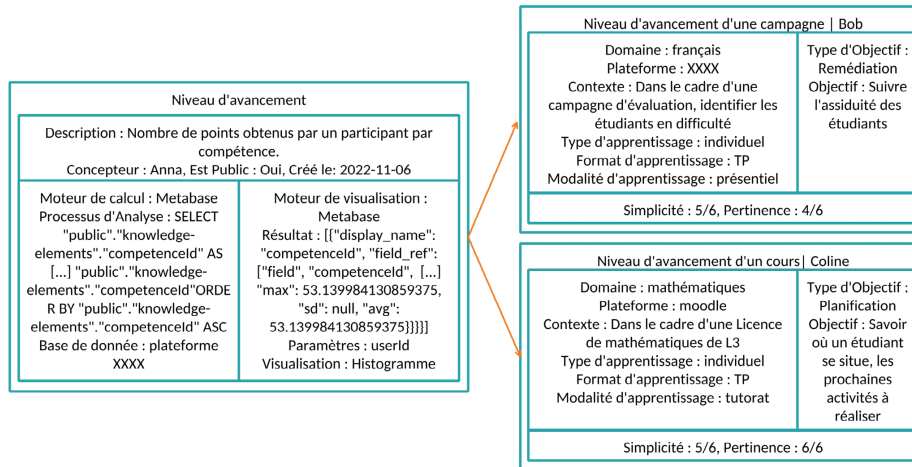 Niveau d'avancement
Description : Nombre de points obtenus par un participant par
compétence.
Concepteur : Anna, Est Public : Oui, Créé le: 2022-11-06
Moteur de calcul : Metabase
Processus d'Analyse : SELECT
"public"."knowledge-
elements"."competenceId" AS
[...] "public"."knowledge-
elements"."competenceId"ORDE
R BY "public"."knowledge-
elements"."competenceId" ASC
Base de donnée : plateforme
XXXX
Moteur de visualisation :
Metabase
Résultat : [{"display_name":
"competenceId", "field_ref":
["field", "competenceId", [...]
"max": 53.139984130859375,
"sd": null, "avg":
53.139984130859375}}}}]
Paramètres : userId
Visualisation : Histogramme
Niveau d'avancement d'une campagne | Bob
Domaine : français
Plateforme : XXXX
Contexte : Dans le cadre d'une
campagne d'évaluation, identifier les
étudiants en difficulté
Type d'apprentissage : individuel
Format d'apprentissage : TP
Modalité d'apprentissage : présentiel
Type d'Objectif :
Remédiation
Objectif : Suivre
l'assiduité des
étudiants
Simplicité : 5/6, Pertinence : 4/6
Niveau d'avancement d'un cours| Coline
Domaine : mathématiques
Plateforme : moodle
Contexte : Dans le cadre d'une Licence
de mathématiques de L3
Type d'apprentissage : individuel
Format d'apprentissage : TP
Modalité d'apprentissage : tutorat
Type d'Objectif :
Planification
Objectif : Savoir
où un étudiant
se situe, les
prochaines
activités à
réaliser
Simplicité : 5/6, Pertinence : 6/6